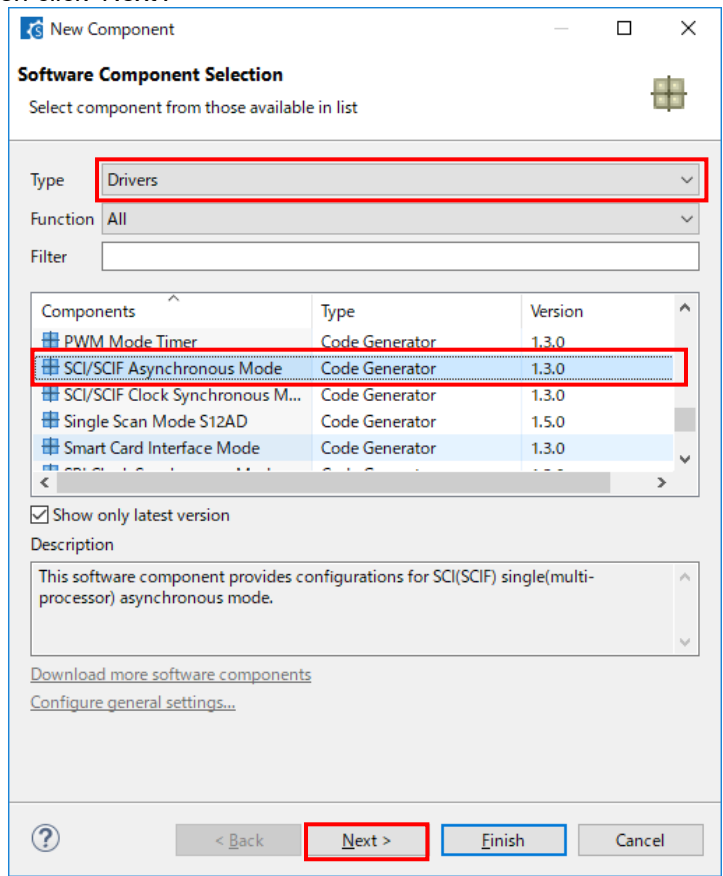 New Component
Software Component Selection
Select component from those available in list
Type Drivers
Function All
Filter
Components Type Version
PWM Mode Timer Code Generator 1.3.0
SCI/SCIF Asynchronous Mode Code Generator 1.3.0
SCI/SCIF Clock Synchronous M... Code Generator 1.3.0
Single Scan Mode S12AD Code Generator 1.5.0
Smart Card Interface Mode Code Generator 1.3.0
Show only latest version
Description
This software component provides configurations for SCI(SCIF) single(multi-
processor) asynchronous mode.
Download more software components
Configure general settings...
? < Back Next > Finish Cancel